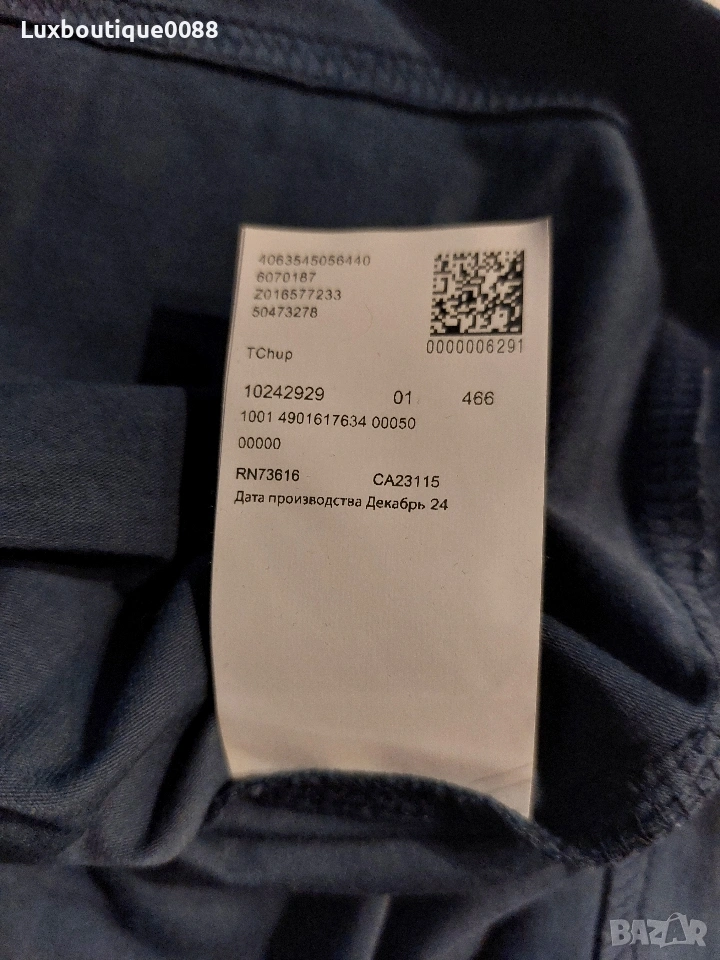 Luxboutique0088
4063545056440
6070187
Z016577233
50473278
0000006291
TChup
10242929 01 466
1001 4901617634 00050
00000
RN73616 CA23115
Дата производства Декабрь 24
BAZAR